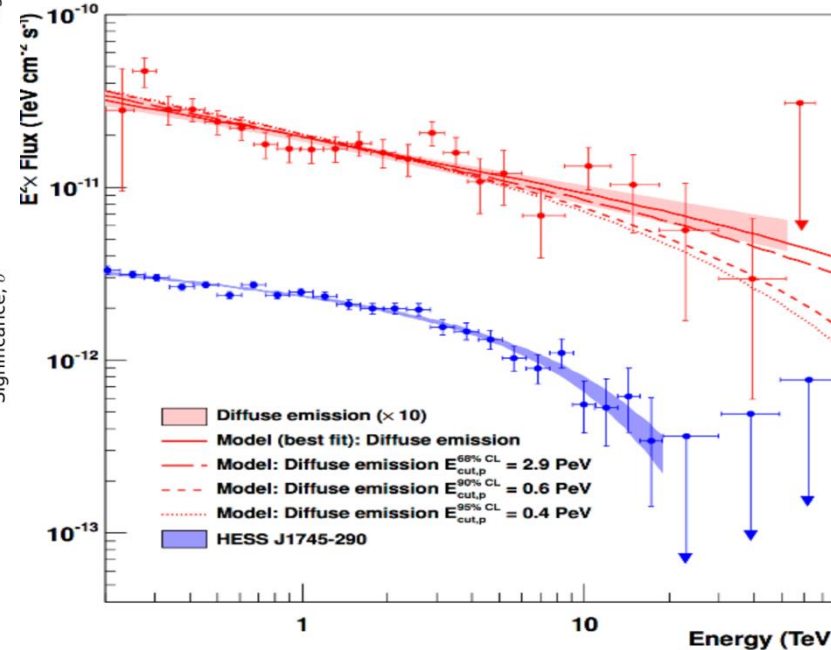 E²× Flux (TeV cm⁻² s⁻¹)
10⁻¹⁰
10⁻¹¹
10⁻¹²
10⁻¹³
Diffuse emission (× 10)
Model (best fit): Diffuse emission
Model: Diffuse emission E^68% CL_cut,p = 2.9 PeV
Model: Diffuse emission E^90% CL_cut,p = 0.6 PeV
Model: Diffuse emission E^95% CL_cut,p = 0.4 PeV
HESS J1745-290
1
10
Energy (TeV